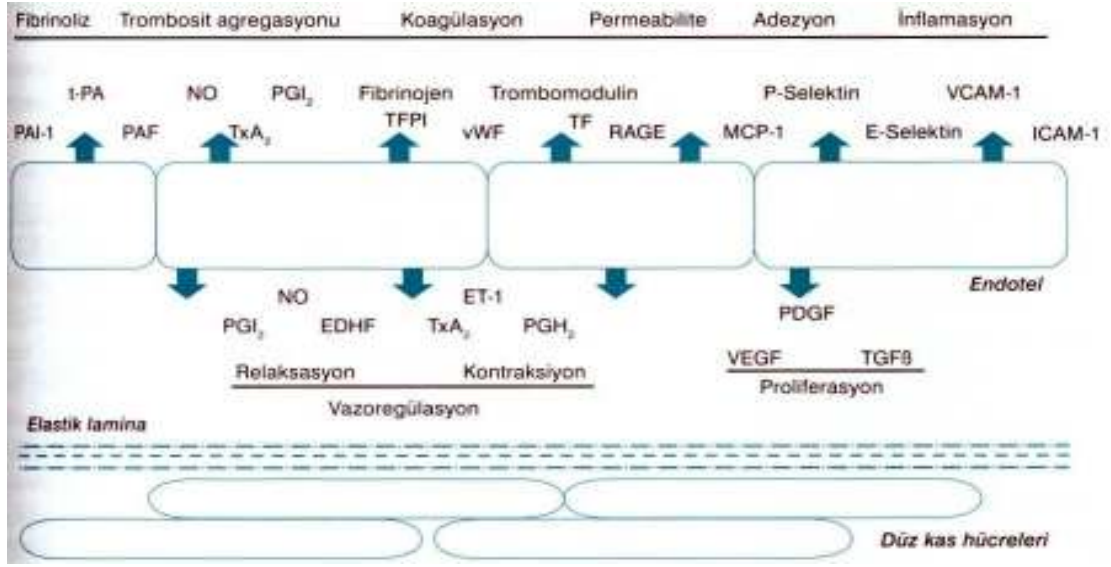 Fibrinoliz Trombosit agregasyonu Koagülasyon Permeabilite Adezyon İnflamasyon
t-PA NO PGI₂ Fibrinojen Trombomodulin P-Selektin VCAM-1
PAI-1 PAF TxA₂ TFPI vWF TF RAGE MCP-1 E-Selektin ICAM-1
Endotel
NO ET-1 PDGF
PGI₂ EDHF TxA₂ PGH₂
Relaksasyon Kontraksiyon VEGF TGFß
Vazoregülasyon Proliferasyon
Elastik lamina
Düz kas hücreleri